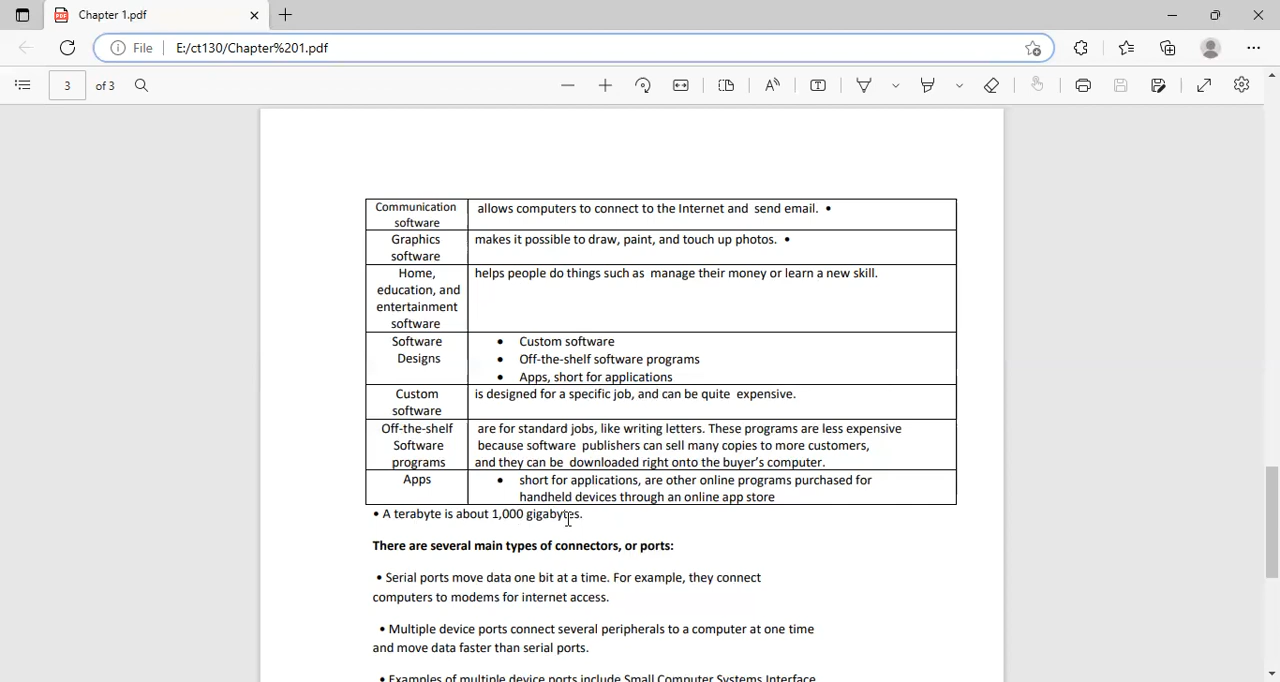 Chapter 1.pdf
File E:/ct130/Chapter%201.pdf
3 of 3
Communication software allows computers to connect to the Internet and send email. •
Graphics software makes it possible to draw, paint, and touch up photos. •
Home, education, and entertainment software helps people do things such as manage their money or learn a new skill.
Software Designs
• Custom software
• Off-the-shelf software programs
• Apps, short for applications
Custom software is designed for a specific job, and can be quite expensive.
Off-the-shelf Software programs
are for standard jobs, like writing letters. These programs are less expensive
because software publishers can sell many copies to more customers,
and they can be downloaded right onto the buyer's computer.
Apps
• short for applications, are other online programs purchased for
handheld devices through an online app store
• A terabyte is about 1,000 gigabytes.
There are several main types of connectors, or ports:
• Serial ports move data one bit at a time. For example, they connect
computers to modems for internet access.
• Multiple device ports connect several peripherals to a computer at one time
and move data faster than serial ports.
• Examples of multiple device ports include Small Computer Systems Interface